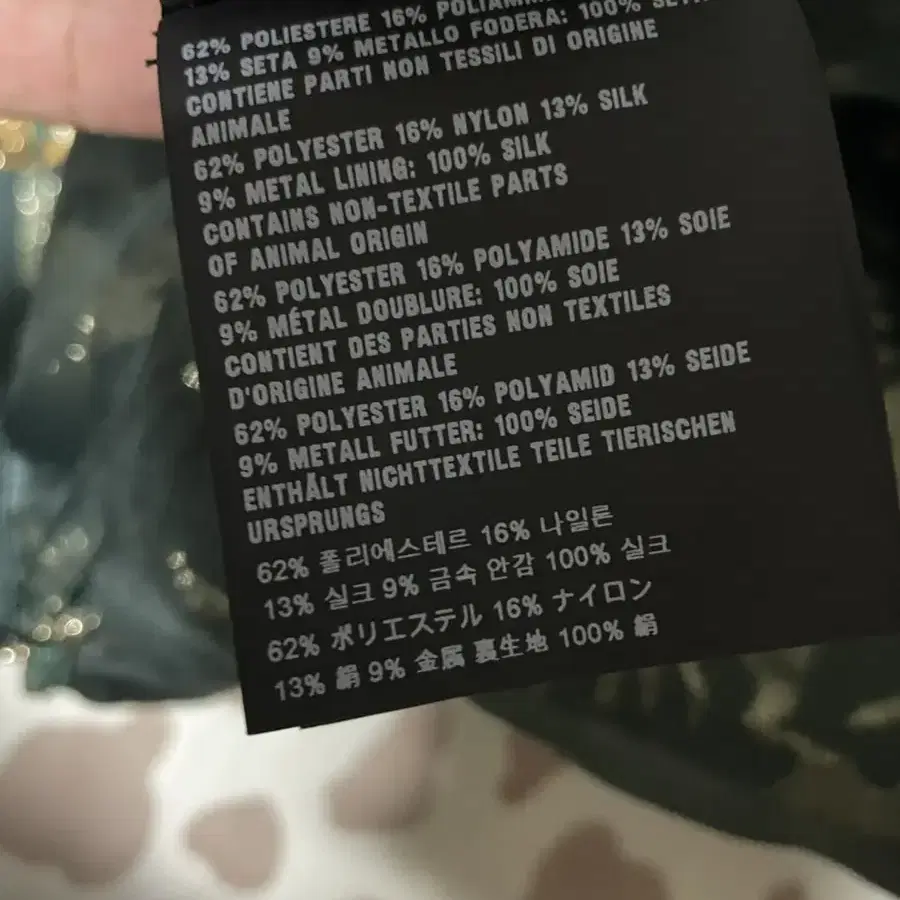 62% POLIESTERE 16%
13% SETA 9% METALLO FODERA: 100%
CONTIENE PARTI NON TESSILI DI ORIGINE
ANIMALE
62% POLYESTER 16% NYLON 13% SILK
9% METAL LINING: 100% SILK
CONTAINS NON-TEXTILE PARTS
OF ANIMAL ORIGIN
62% POLYESTER 16% POLYAMIDE 13% SOIE
9% MÉTAL DOUBLURE: 100% SOIE
CONTIENT DES PARTIES NON TEXTILES
D'ORIGINE ANIMALE
62% POLYESTER 16% POLYAMID 13% SEIDE
9% METALL FUTTER: 100% SEIDE
ENTHÄLT NICHTTEXTILE TEILE TIERISCHEN
URSPRUNGS
62% 폴리에스테르 16% 나일론
13% 실크 9% 금속 안감 100% 실크
62% ポリエステル 16% ナイロン
13% 絹 9% 金属 裏生地 100% 絹